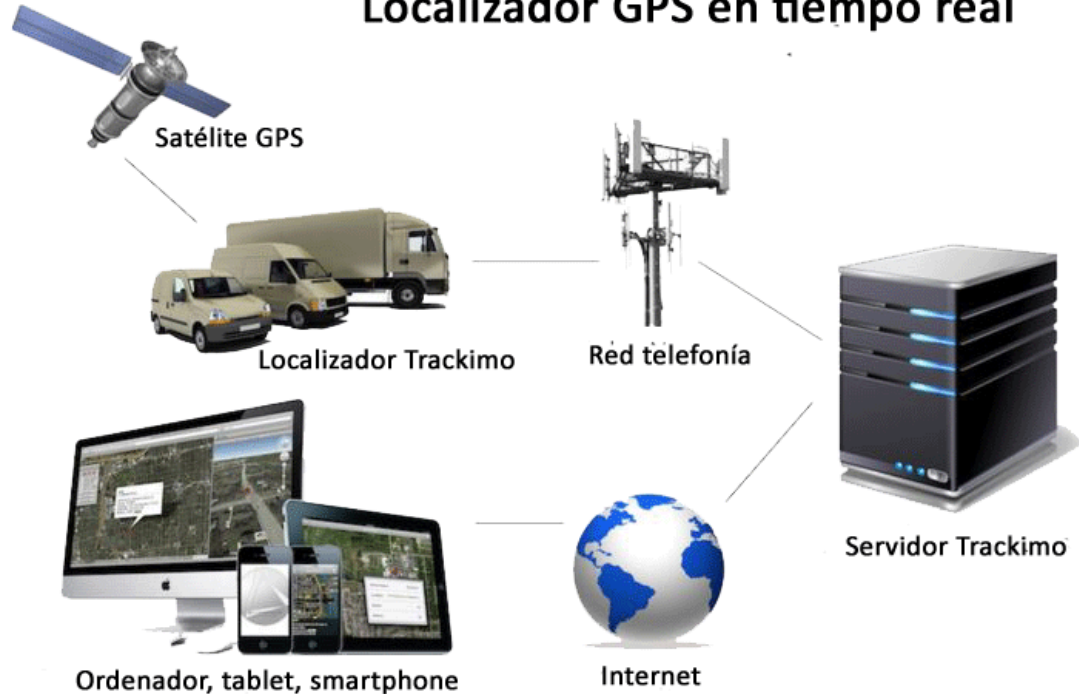 Localizador GPS en tiempo real
Satélite GPS
Localizador Trackimo
Red telefonía
Servidor Trackimo
Ordenador, tablet, smartphone
Internet